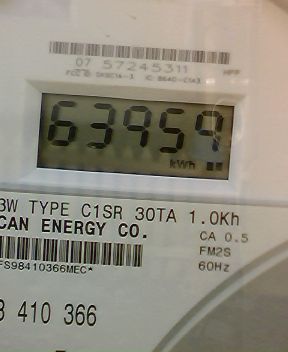 07 57245311
63959
kWh
3W TYPE C1SR 30TA 1.0Kh
CAN ENERGY CO.
CA 0.5
FM2S
60Hz
FS98410366MEC*
8 410 366